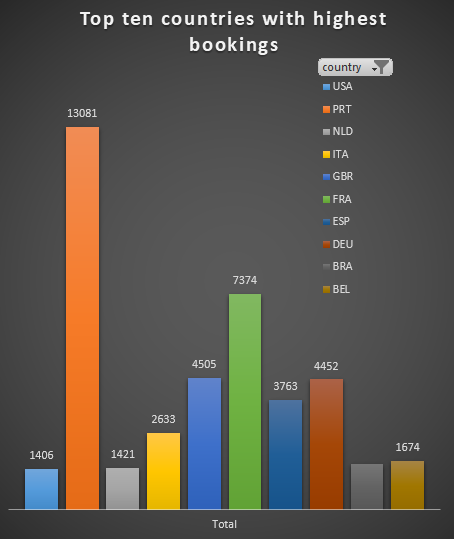 Top ten countries with highest
bookings
country
USA
PRT
NLD
ITA
GBR
FRA
ESP
DEU
BRA
BEL
13081
7374
4505
4452
3763
2633
1674
1406
1421
Total